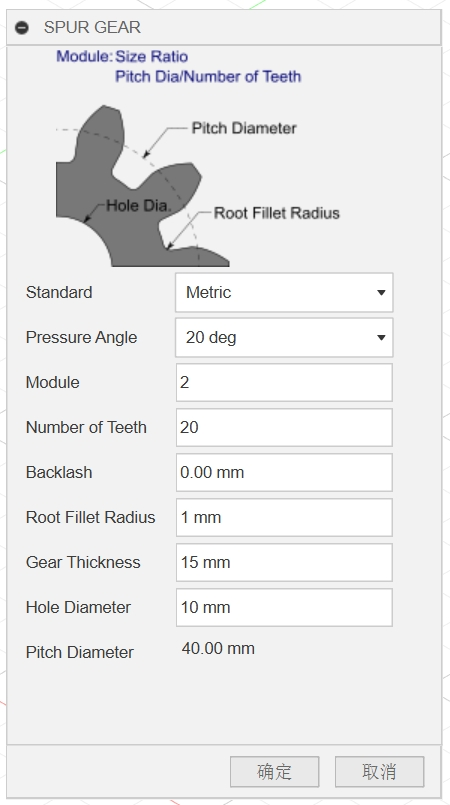 SPUR GEAR
Module: Size Ratio
Pitch Dia/Number of Teeth
Pitch Diameter
Hole Dia.
Root Fillet Radius
Standard Metric
Pressure Angle 20 deg
Module 2
Number of Teeth 20
Backlash 0.00 mm
Root Fillet Radius 1 mm
Gear Thickness 15 mm
Hole Diameter 10 mm
Pitch Diameter 40.00 mm
确定 取消